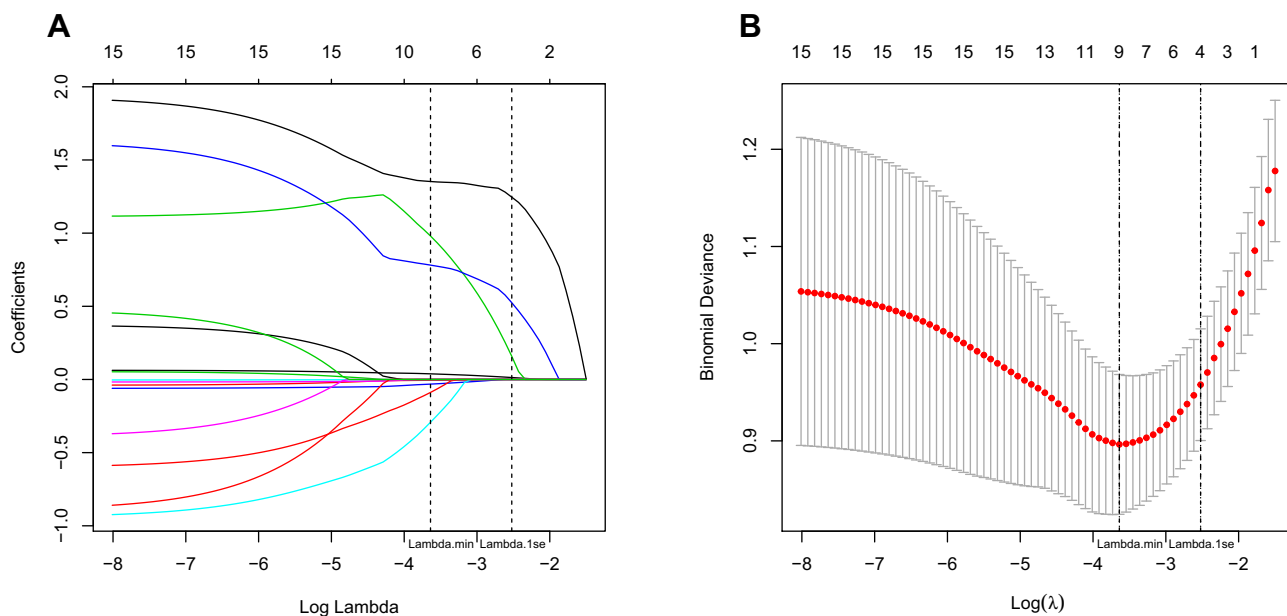 A
15 15 15 15 10 6 2
Coefficients
2.0
1.5
1.0
0.5
0.0
−0.5
−1.0
Lambda.min Lambda.1se
−8 −7 −6 −5 −4 −3 −2
Log Lambda
B
15 15 15 15 15 15 13 11 9 7 6 4 3 1
Binomial Deviance
1.2
1.1
1.0
0.9
Lambda.min Lambda.1se
−8 −7 −6 −5 −4 −3 −2
Log(λ)